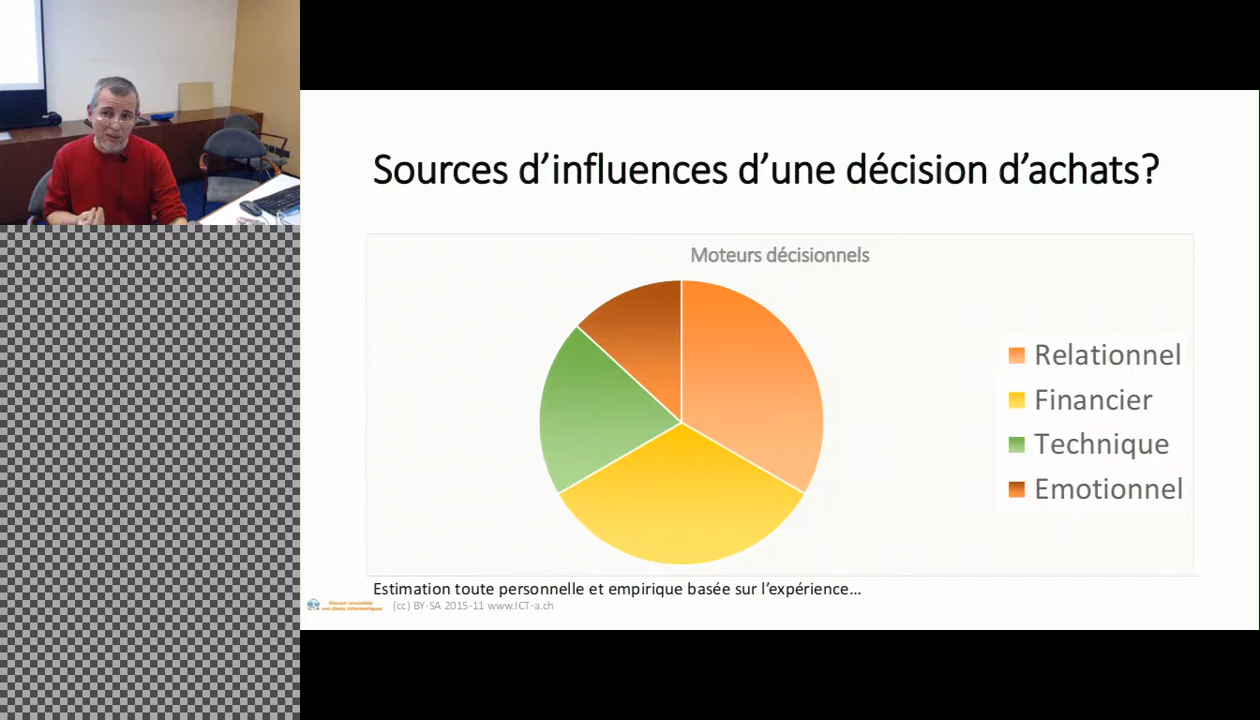 Sources d’influences d’une décision d’achats?
Moteurs décisionnels
Relationnel
Financier
Technique
Emotionnel
Estimation toute personnelle et empirique basée sur l’expérience…
(cc) BY-SA 2015-11 www.ICT-a.ch